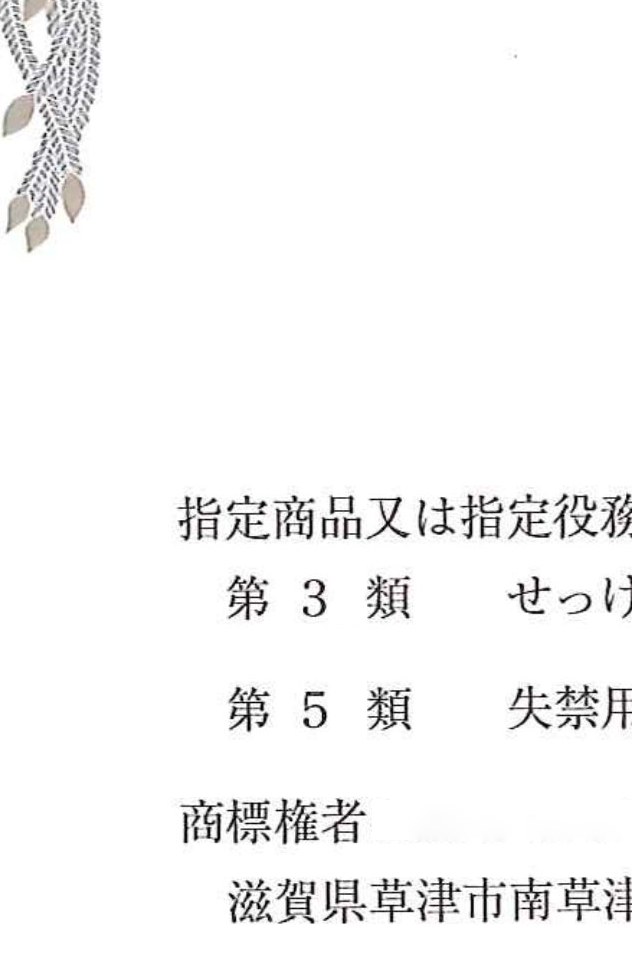 指定商品又は指定役務
第 3 類 せっけ
第 5 類 失禁用
商標権者
滋賀県草津市南草津